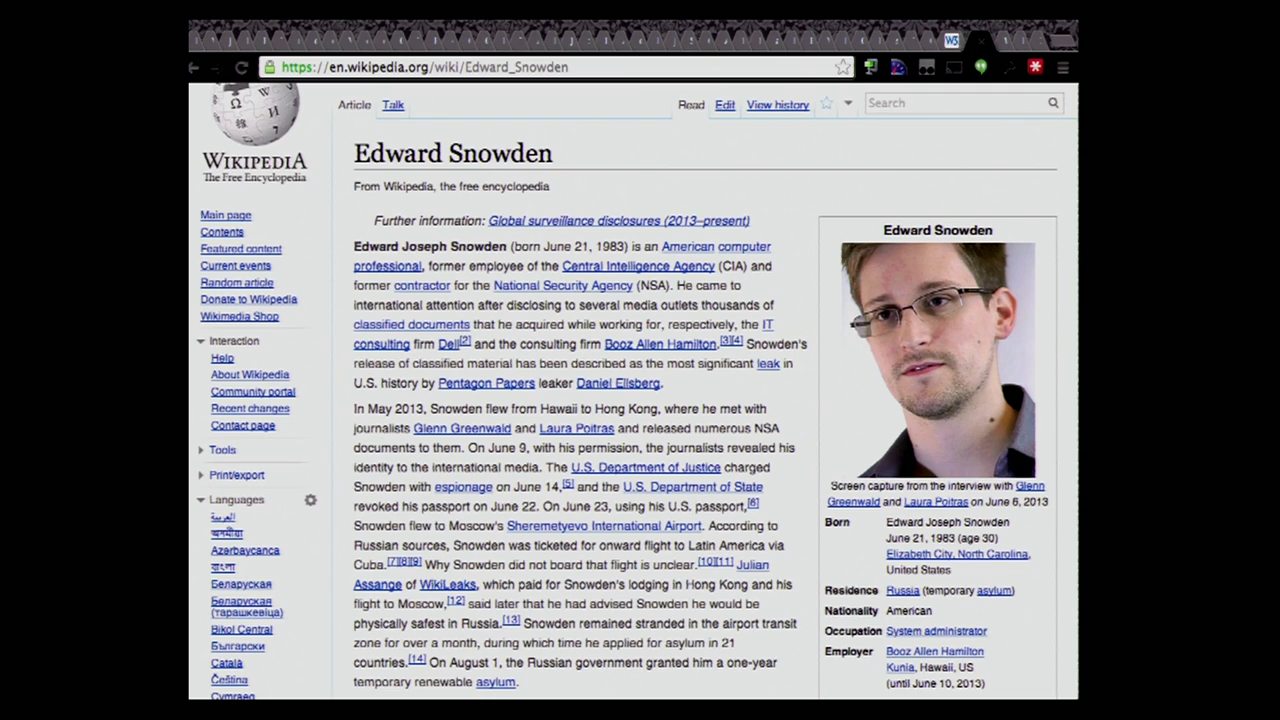 https://en.wikipedia.org/wiki/Edward_Snowden
Article Talk
Read Edit View history
Search
WIKIPEDIA
The Free Encyclopedia
Main page
Contents
Featured content
Current events
Random article
Donate to Wikipedia
Wikimedia Shop
Interaction
Help
About Wikipedia
Community portal
Recent changes
Contact page
Tools
Print/export
Languages
العربية
অসমীয়া
Azərbaycanca
বাংলা
Беларуская
Беларуская
(тарашкевіца)
Bikol Central
Български
Català
Čeština
Cymraeg
Edward Snowden
From Wikipedia, the free encyclopedia
Further information: Global surveillance disclosures (2013–present)
Edward Joseph Snowden (born June 21, 1983) is an American computer
professional, former employee of the Central Intelligence Agency (CIA) and
former contractor for the National Security Agency (NSA). He came to
international attention after disclosing to several media outlets thousands of
classified documents that he acquired while working for, respectively, the IT
consulting firm Dell[2] and the consulting firm Booz Allen Hamilton.[3][4] Snowden's
release of classified material has been described as the most significant leak in
U.S. history by Pentagon Papers leaker Daniel Ellsberg.
In May 2013, Snowden flew from Hawaii to Hong Kong, where he met with
journalists Glenn Greenwald and Laura Poitras and released numerous NSA
documents to them. On June 9, with his permission, the journalists revealed his
identity to the international media. The U.S. Department of Justice charged
Snowden with espionage on June 14,[5] and the U.S. Department of State
revoked his passport on June 22. On June 23, using his U.S. passport,[6]
Snowden flew to Moscow's Sheremetyevo International Airport. According to
Russian sources, Snowden was ticketed for onward flight to Latin America via
Cuba.[7][8][9] Why Snowden did not board that flight is unclear.[10][11] Julian
Assange of WikiLeaks, which paid for Snowden's lodging in Hong Kong and his
flight to Moscow,[12] said later that he had advised Snowden he would be
physically safest in Russia.[13] Snowden remained stranded in the airport transit
zone for over a month, during which time he applied for asylum in 21
countries.[14] On August 1, the Russian government granted him a one-year
temporary renewable asylum.
Edward Snowden
Screen capture from the interview with Glenn
Greenwald and Laura Poitras on June 6, 2013
Born Edward Joseph Snowden
June 21, 1983 (age 30)
Elizabeth City, North Carolina,
United States
Residence Russia (temporary asylum)
Nationality American
Occupation System administrator
Employer Booz Allen Hamilton
Kunia, Hawaii, US
(until June 10, 2013)